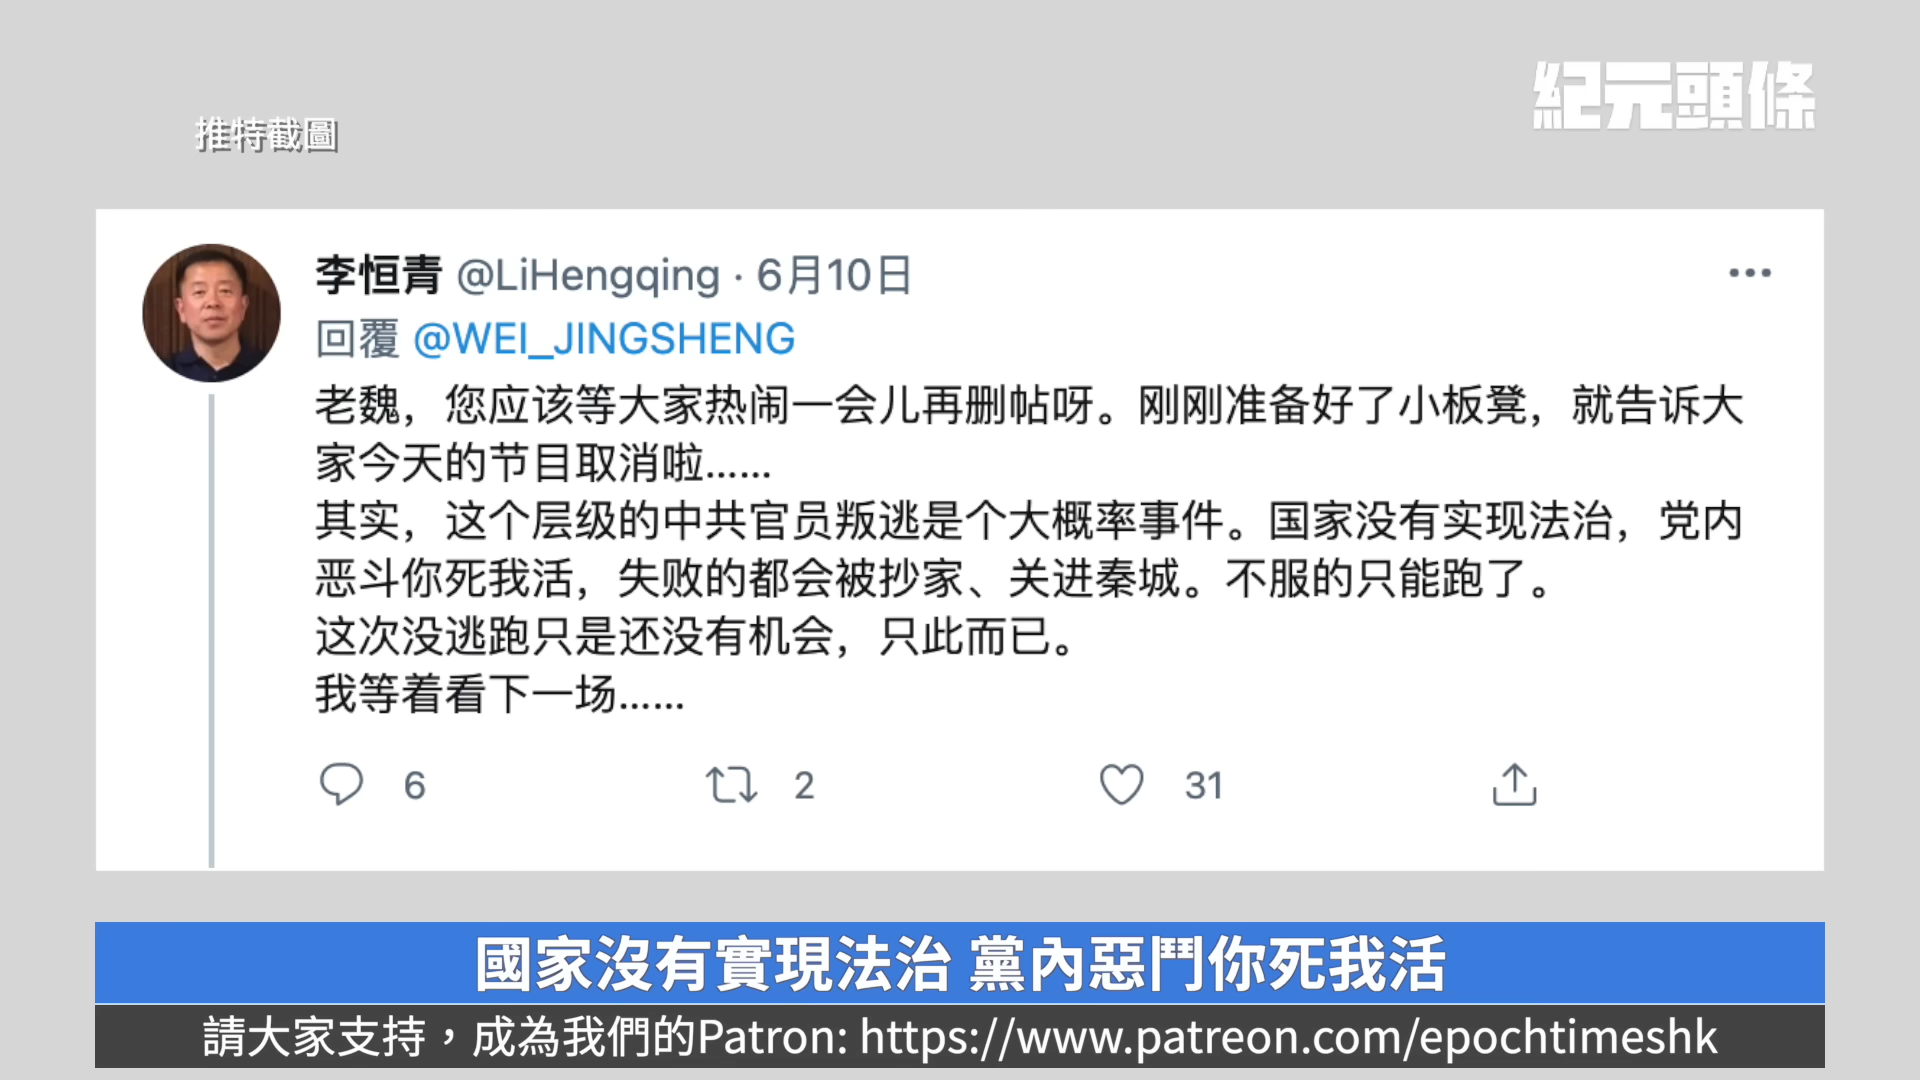 紀元頭條
推特截圖
李恒青 @LiHengqing · 6月10日
回覆 @WEI_JINGSHENG
老魏，您应该等大家热闹一会儿再删帖呀。刚刚准备好了小板凳，就告诉大
家今天的节目取消啦......
其实，这个层级的中共官员叛逃是个大概率事件。国家没有实现法治，党内
恶斗你死我活，失败的都会被抄家、关进秦城。不服的只能跑了。
这次没逃跑只是还没有机会，只此而已。
我等着看下一场......
6 2 31
國家沒有實現法治 黨內惡鬥你死我活
請大家支持，成為我們的Patron: https://www.patreon.com/epochtimeshk